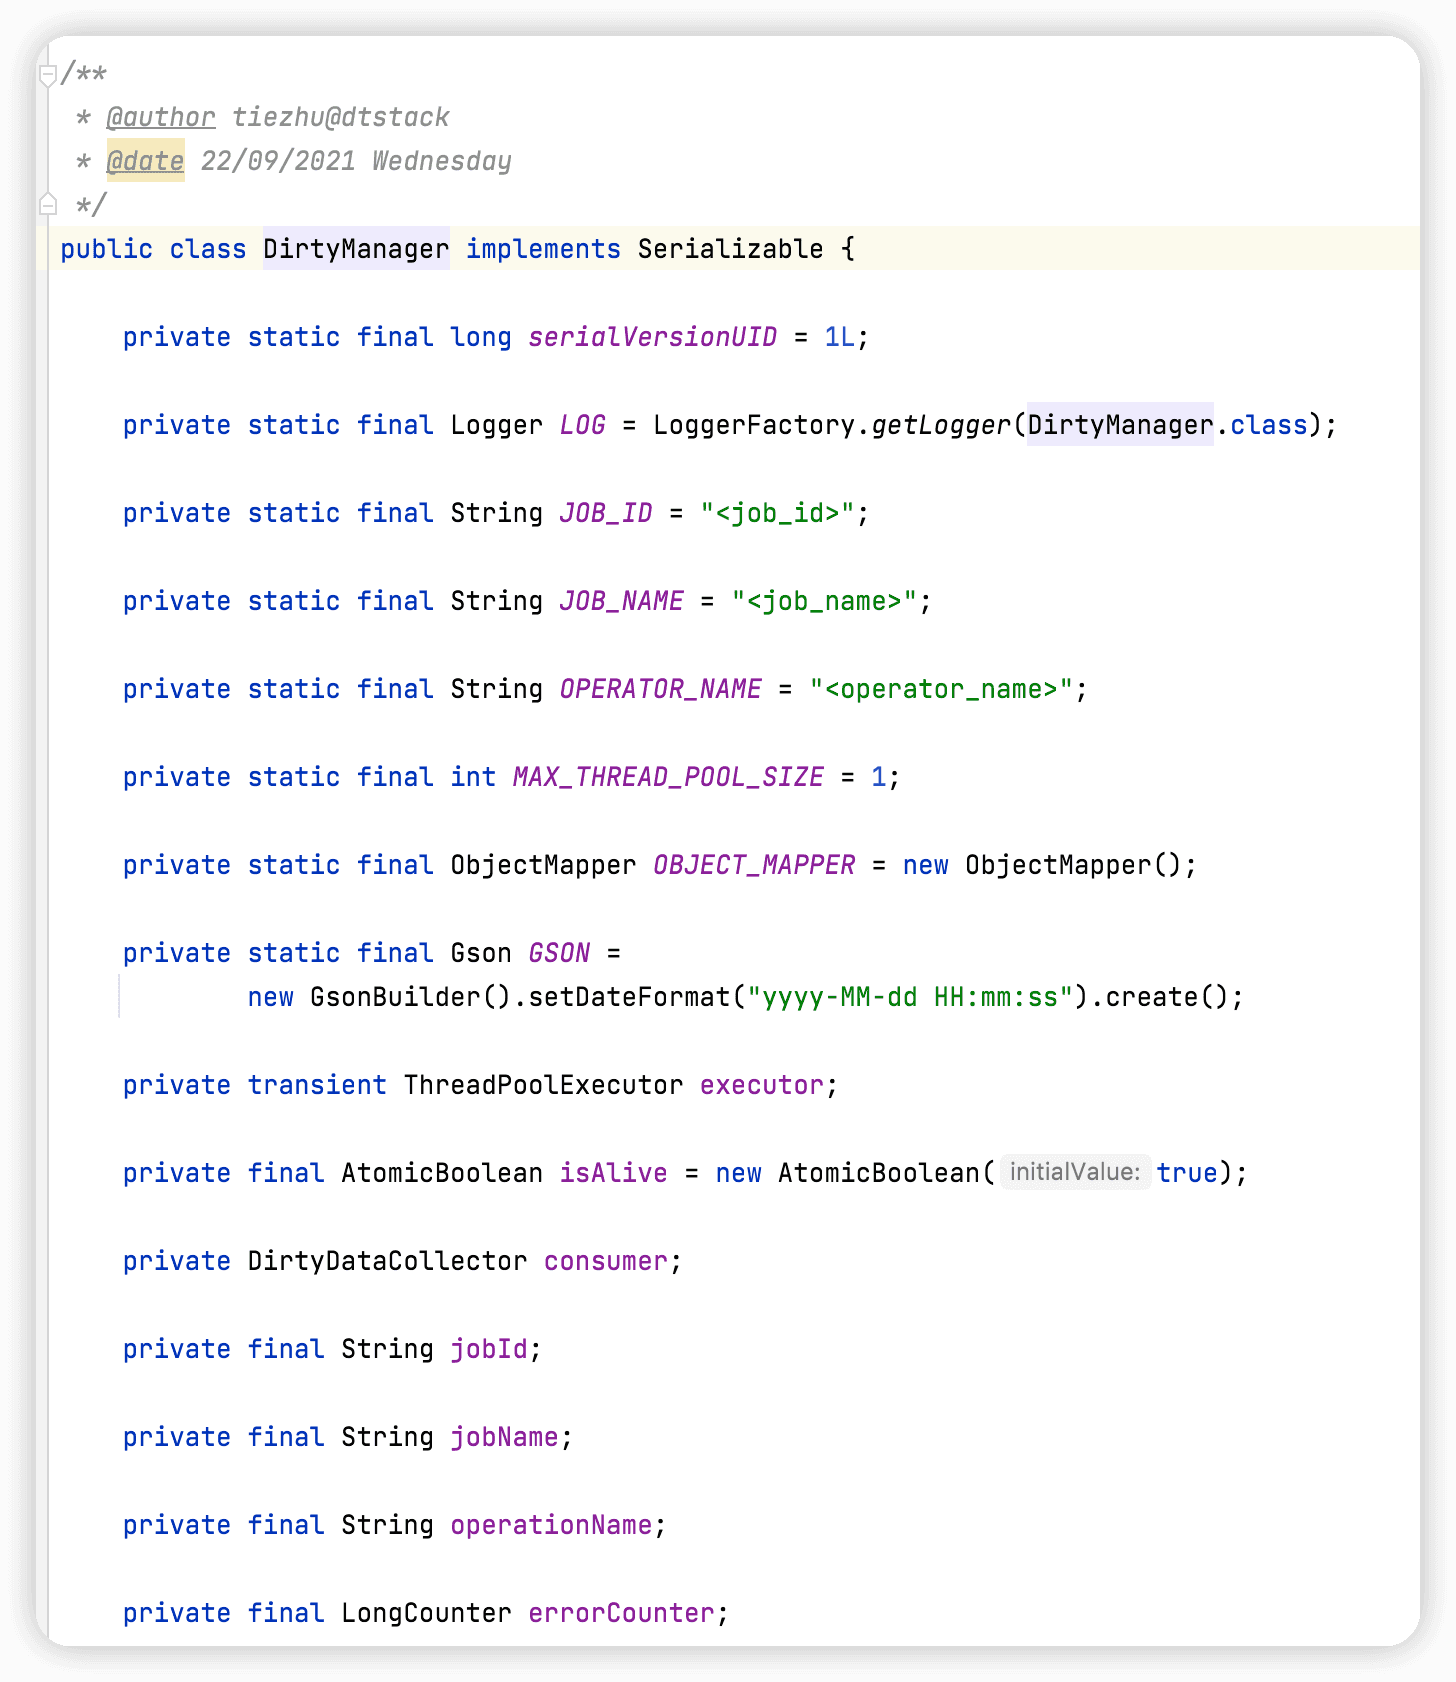 /**
 * @author tiezhu@dtstack
 * @date 22/09/2021 Wednesday
 */
public class DirtyManager implements Serializable {
    private static final long serialVersionUID = 1L;
    private static final Logger LOG = LoggerFactory.getLogger(DirtyManager.class);
    private static final String JOB_ID = "<job_id>";
    private static final String JOB_NAME = "<job_name>";
    private static final String OPERATOR_NAME = "<operator_name>";
    private static final int MAX_THREAD_POOL_SIZE = 1;
    private static final ObjectMapper OBJECT_MAPPER = new ObjectMapper();
    private static final Gson GSON =
            new GsonBuilder().setDateFormat("yyyy-MM-dd HH:mm:ss").create();
    private transient ThreadPoolExecutor executor;
    private final AtomicBoolean isAlive = new AtomicBoolean( initialValue: true);
    private DirtyDataCollector consumer;
    private final String jobId;
    private final String jobName;
    private final String operationName;
    private final LongCounter errorCounter;